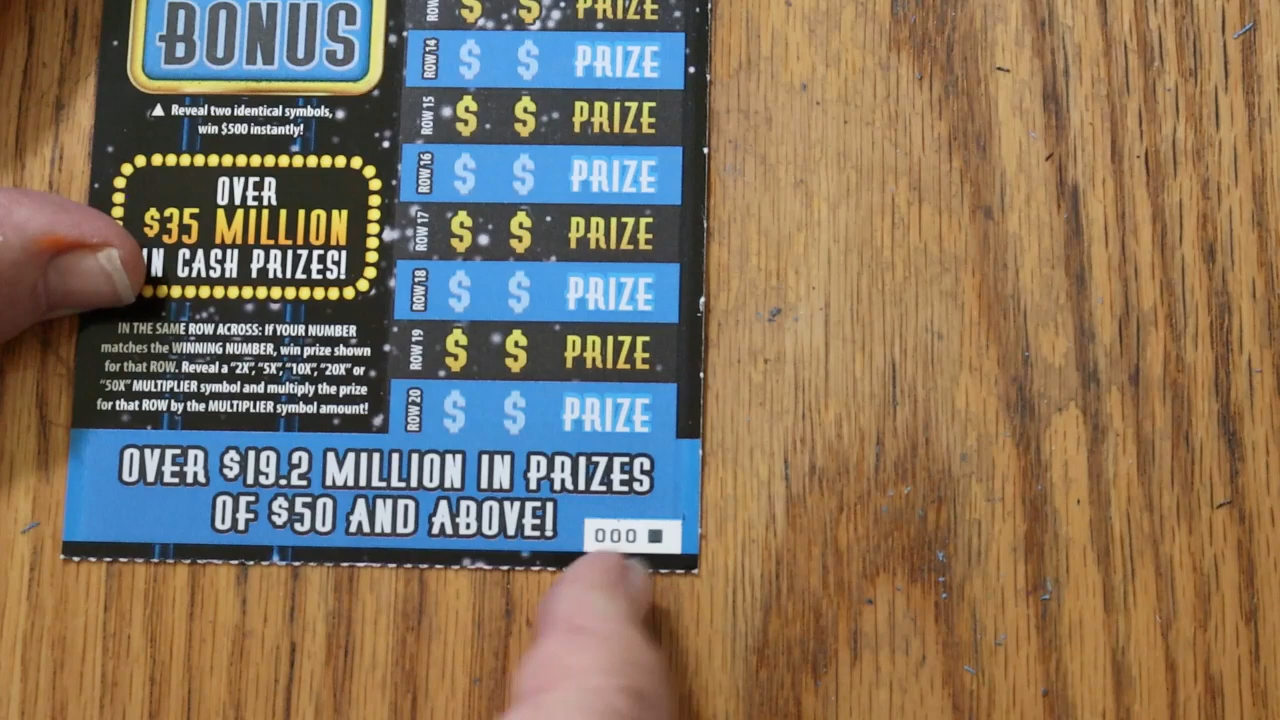 BONUS
▲ Reveal two identical symbols,
win $500 instantly!
OVER
$35 MILLION
IN CASH PRIZES!
IN THE SAME ROW ACROSS: If YOUR NUMBER
matches the WINNING NUMBER, win prize shown
for that ROW. Reveal a "2X", "5X", "10X", "20X" or
"50X" MULTIPLIER symbol and multiply the prize
for that ROW by the MULTIPLIER symbol amount!
ROW $ $ PRIZE
ROW 14 $ $ PRIZE
ROW 15 $ $ PRIZE
ROW 16 $ $ PRIZE
ROW 17 $ $ PRIZE
ROW 18 $ $ PRIZE
ROW 19 $ $ PRIZE
ROW 20 $ $ PRIZE
OVER $19.2 MILLION IN PRIZES
OF $50 AND ABOVE!
000